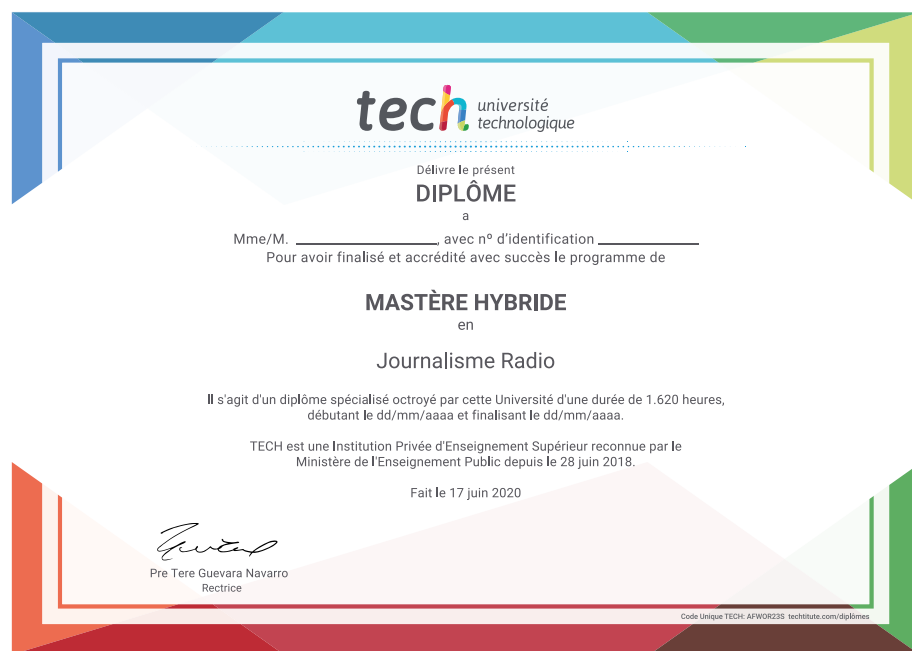 tech université
technologique
Délivre le présent
DIPLÔME
a
Mme/M. ____________________, avec nº d'identification ______________
Pour avoir finalisé et accrédité avec succès le programme de
MASTÈRE HYBRIDE
en
Journalisme Radio
Il s'agit d'un diplôme spécialisé octroyé par cette Université d'une durée de 1.620 heures,
débutant le dd/mm/aaaa et finalisant le dd/mm/aaaa.
TECH est une Institution Privée d'Enseignement Supérieur reconnue par le
Ministère de l'Enseignement Public depuis le 28 juin 2018.
Fait le 17 juin 2020
Pre Tere Guevara Navarro
Rectrice
Code Unique TECH: AFWOR23S techtitute.com/diplômes